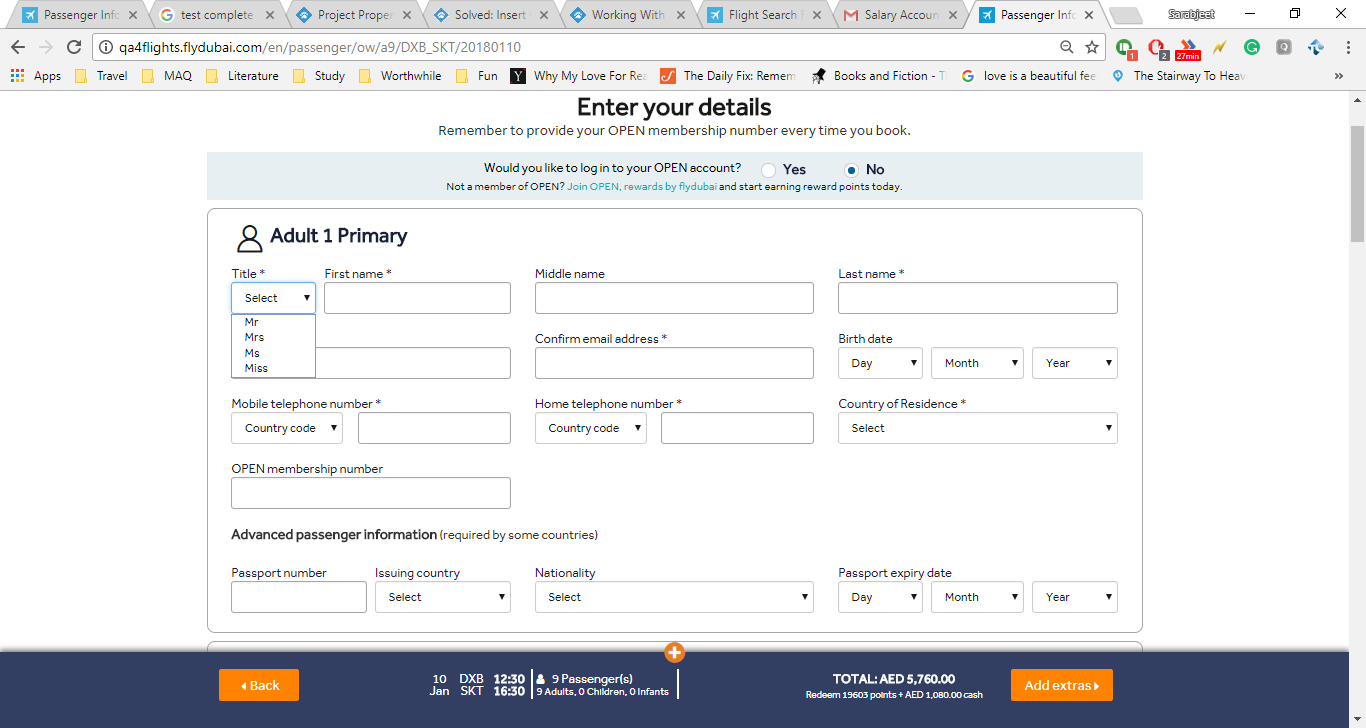 Passenger Info
test complete
Project Proper
Solved: Insert
Working With
Flight Search
Salary Accoun
Passenger Info
Sarabjeet
qa4flights.flydubai.com/en/passenger/ow/a9/DXB_SKT/20180110
1
2
27min
Apps
Travel
MAQ
Literature
Study
Worthwhile
Fun
Why My Love For Rea
The Daily Fix: Remem
Books and Fiction - T
love is a beautiful fee
The Stairway To Heav
Enter your details
Remember to provide your OPEN membership number every time you book.
Would you like to log in to your OPEN account? Yes No
Not a member of OPEN? Join OPEN, rewards by flydubai and start earning reward points today.
Adult 1 Primary
Title * First name * Middle name Last name *
Select
Mr
Mrs
Ms
Miss
Confirm email address * Birth date
Day Month Year
Mobile telephone number * Home telephone number * Country of Residence *
Country code Country code Select
OPEN membership number
Advanced passenger information (required by some countries)
Passport number Issuing country Nationality Passport expiry date
Select Select Day Month Year
Back
10 DXB 12:30 9 Passenger(s)
Jan SKT 16:30 9 Adults, 0 Children, 0 Infants
TOTAL: AED 5,760.00
Redeem 19603 points + AED 1,080.00 cash
Add extras